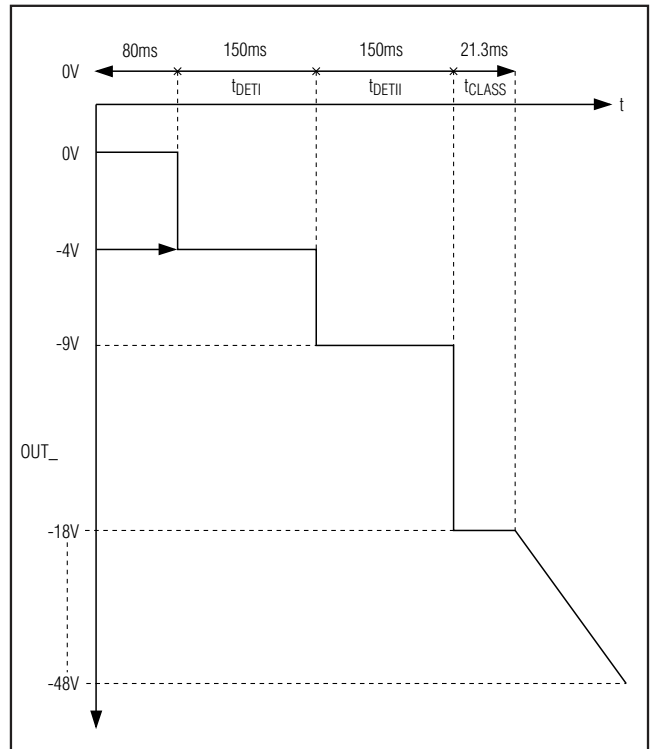 80ms 150ms 150ms 21.3ms
0V
tDETI tDETII tCLASS
t
0V
-4V
-9V
OUT_
-18V
-48V